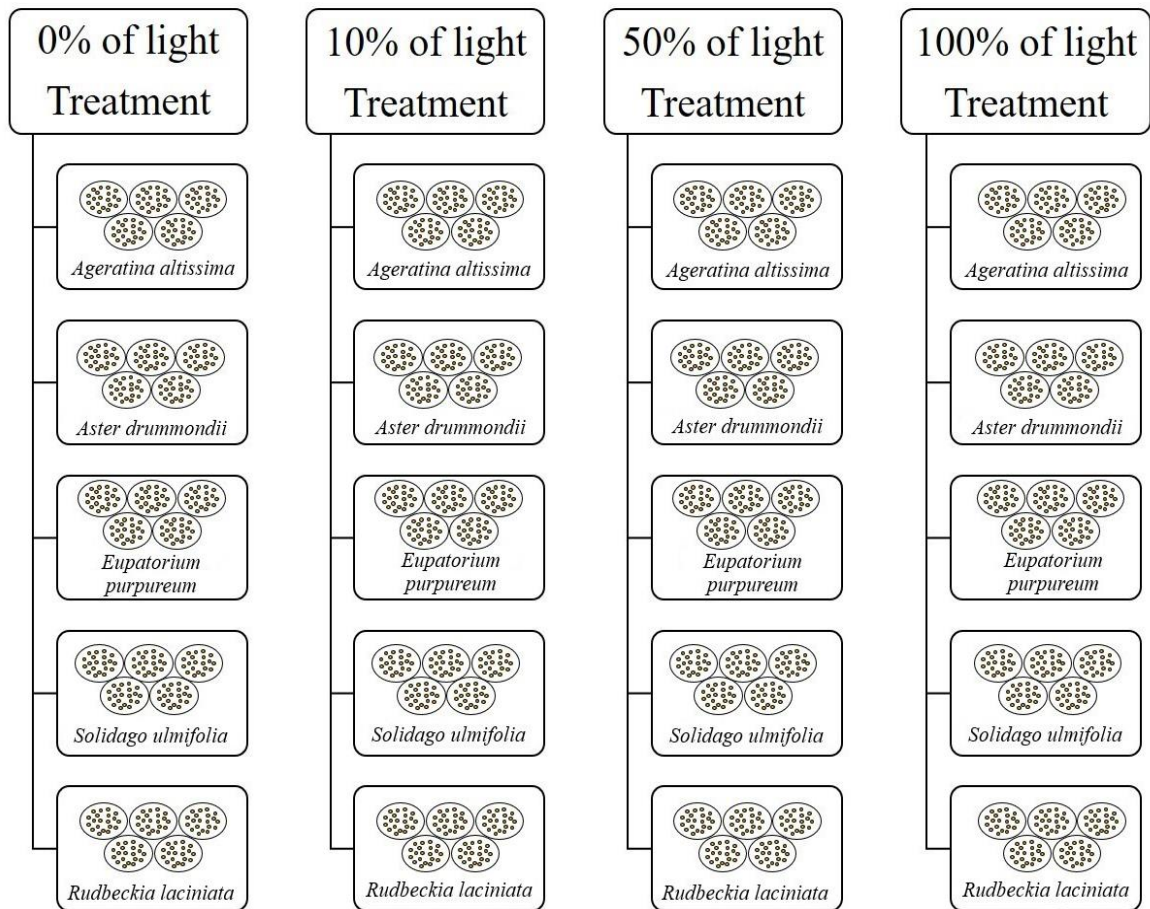 0% of light
Treatment
Ageratina altissima
Aster drummondii
Eupatorium
purpureum
Solidago ulmifolia
Rudbeckia laciniata
10% of light
Treatment
Ageratina altissima
Aster drummondii
Eupatorium
purpureum
Solidago ulmifolia
Rudbeckia laciniata
50% of light
Treatment
Ageratina altissima
Aster drummondii
Eupatorium
purpureum
Solidago ulmifolia
Rudbeckia laciniata
100% of light
Treatment
Ageratina altissima
Aster drummondii
Eupatorium
purpureum
Solidago ulmifolia
Rudbeckia laciniata